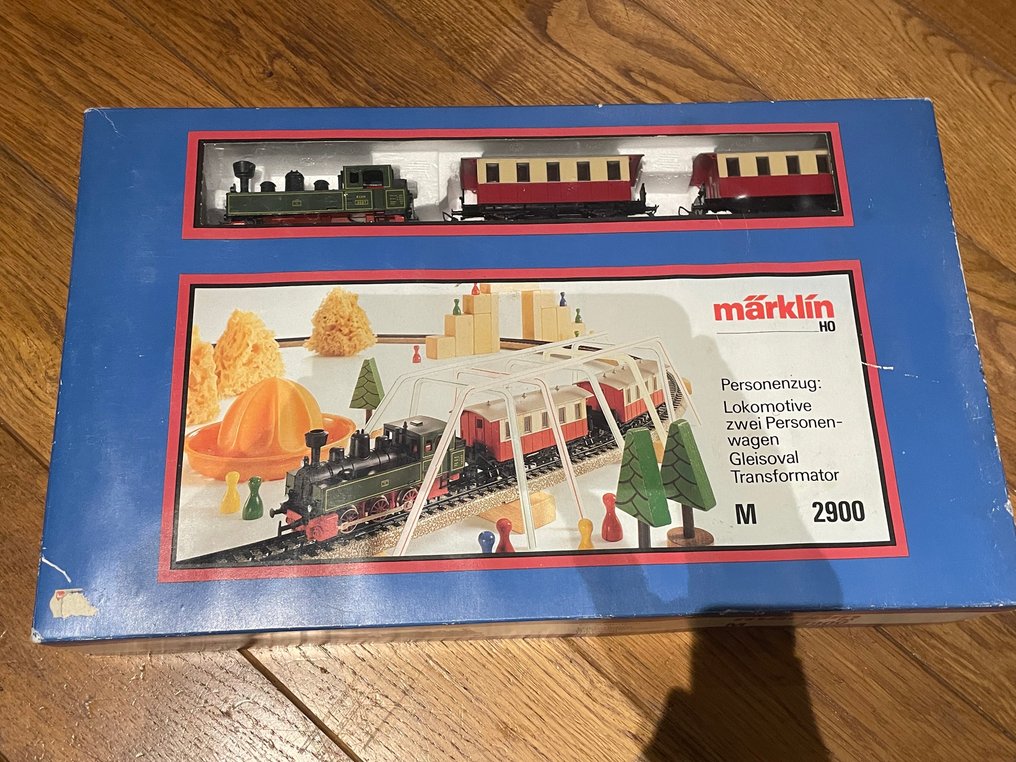 märklin
HO
Personenzug:
Lokomotive
zwei Personen-
wagen
Gleisoval
Transformator
M 2900